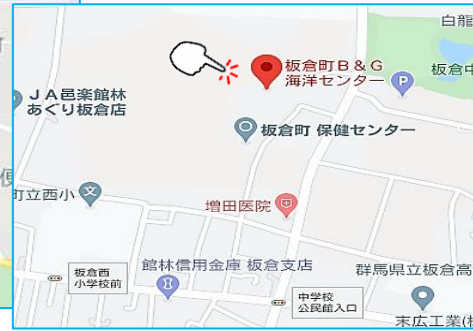 白龍
板倉町B&G
海洋センター
板倉中
P
JA邑楽館林
あぐり板倉店
板倉町 保健センター
便
町立西小
文
増田医院
館林信用金庫 板倉支店
板倉西
小学校前
群馬県立板倉高
中学校
公民館入口
末広工業(株